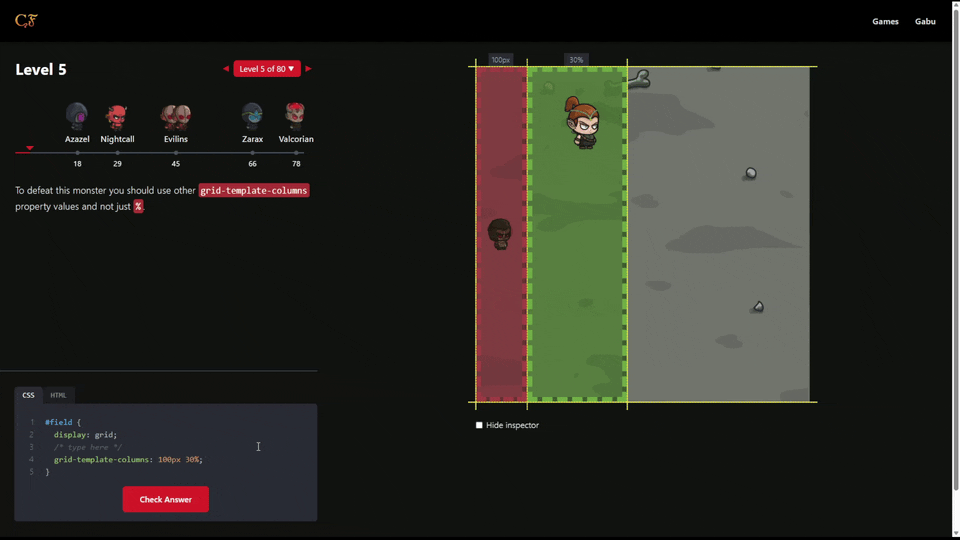 CF
Games Gabu
Level 5
Level 5 of 80 ▼
Azazel Nightcall Evilins Zarax Valcorian
18 29 45 66 78
To defeat this monster you should use other grid-template-columns
property values and not just %.
CSS HTML
1 #field {
2 display: grid;
3 /* type here */
4 grid-template-columns: 100px 30%;
5 }
Check Answer
100px 30%
Hide inspector